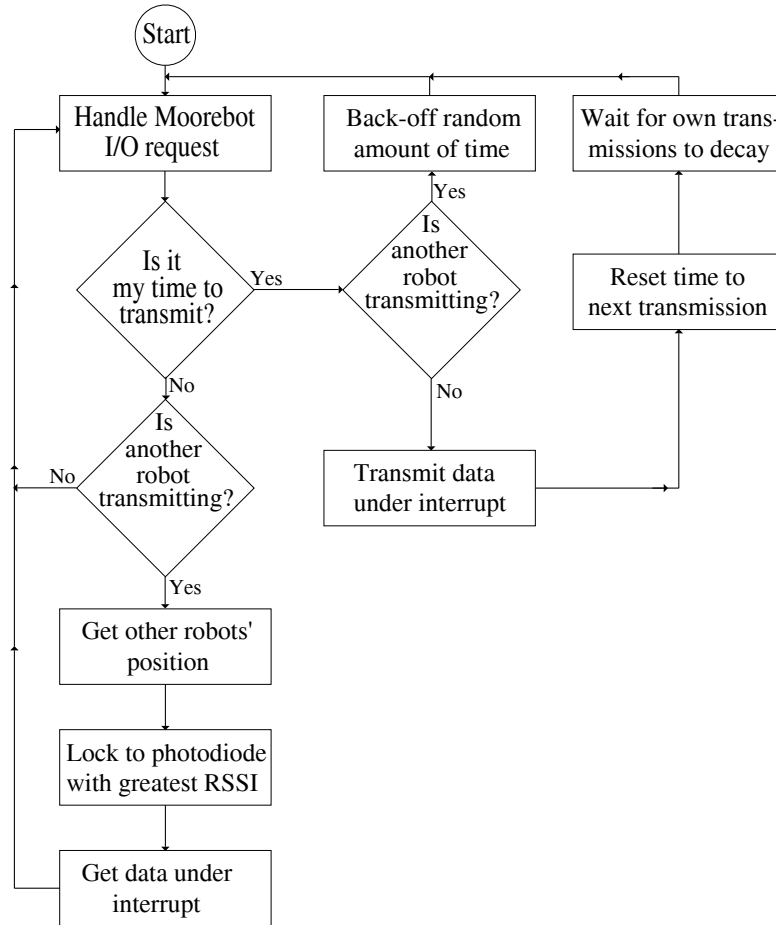 Start
Handle Moorebot
I/O request
Back-off random
amount of time
Wait for own trans-
missions to decay
Is it
my time to
transmit?
Yes
Yes
Is
another
robot
transmitting?
Reset time to
next transmission
No
No
Is
another
robot
transmitting?
No
Transmit data
under interrupt
Yes
Get other robots'
position
Lock to photodiode
with greatest RSSI
Get data under
interrupt